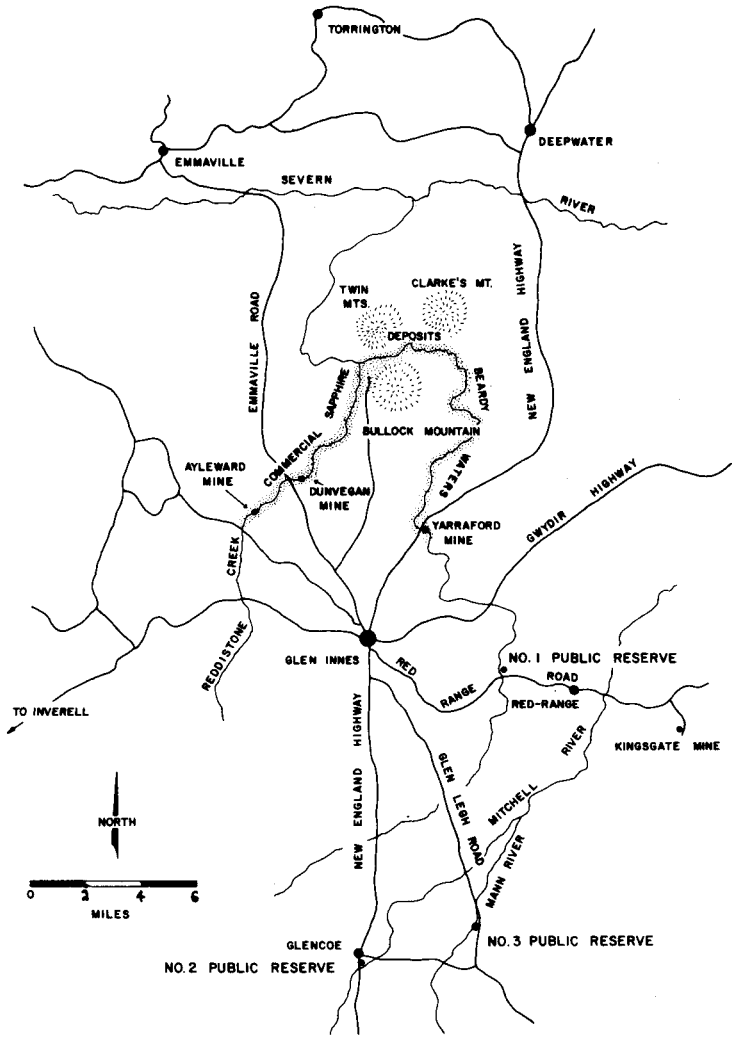 TORRINGTON
DEEPWATER
EMMAVILLE
SEVERN
RIVER
CLARKE'S MT.
TWIN
MTS.
DEPOSITS
EMMAVILLE ROAD
NEW ENGLAND HIGHWAY
BEARDY
WATERS
COMMERCIAL SAPPHIRE
BULLOCK MOUNTAIN
AYLEWARD
MINE
DUNVEGAN
MINE
YARRAFORD
MINE
GWYDIR HIGHWAY
CREEK
REDDISTONE
GLEN INNES
RED
RANGE
ROAD
NO. 1 PUBLIC RESERVE
RED-RANGE
TO INVERELL
KINGSGATE MINE
NEW ENGLAND HIGHWAY
GLEN LEGH ROAD
MITCHELL
RIVER
MANN RIVER
NORTH
0 2 4 6
MILES
GLENCOE
NO. 2 PUBLIC RESERVE
NO. 3 PUBLIC RESERVE